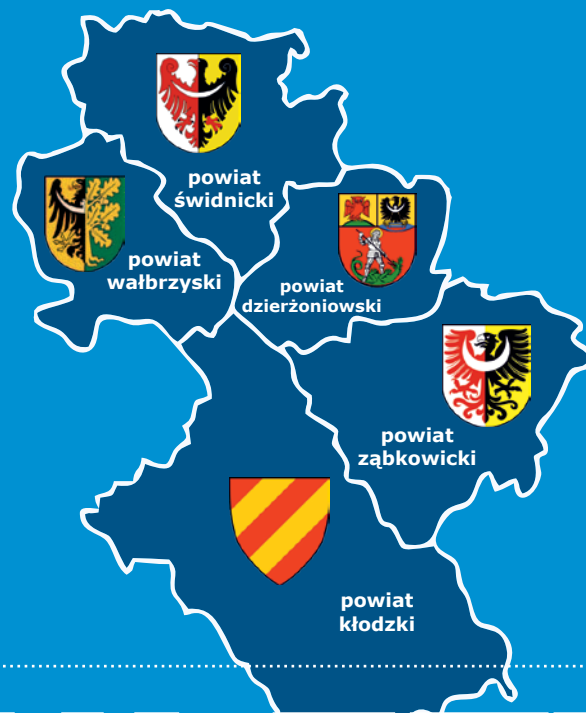 powiat
świdnicki
powiat
wałbrzyski
powiat
dzierżoniowski
powiat
ząbkowicki
powiat
kłodzki